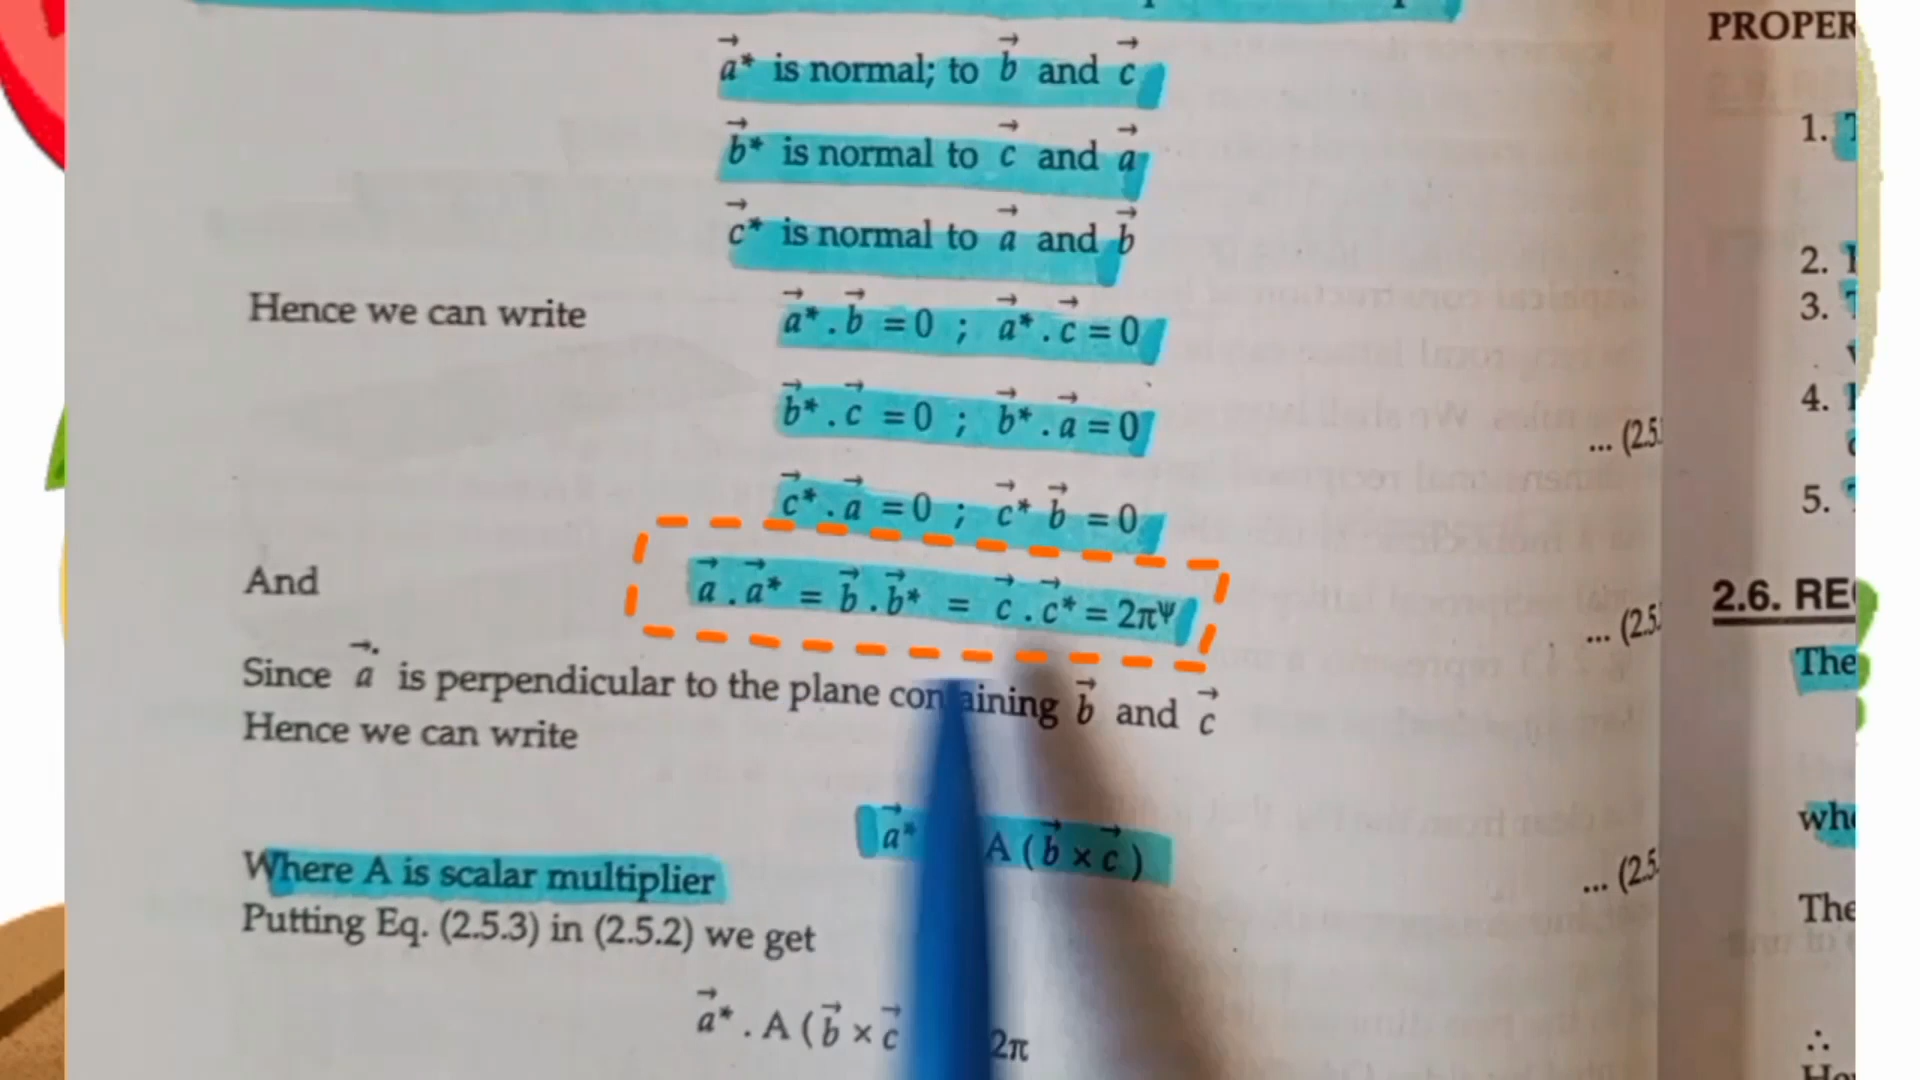 a⃗* is normal; to b⃗ and c⃗
b⃗* is normal to c⃗ and a⃗
c⃗* is normal to a⃗ and b⃗
Hence we can write a⃗* . b⃗ = 0 ; a⃗* . c⃗ = 0
b⃗* . c⃗ = 0 ; b⃗* . a⃗ = 0
... (2.5.
c⃗* . a⃗ = 0 ; c⃗* b⃗ = 0
And a⃗ . a⃗* = b⃗ . b⃗* = c⃗ . c⃗* = 2π^ψ
... (2.5.
Since a⃗ is perpendicular to the plane containing b⃗ and c⃗
Hence we can write
a⃗* A ( b⃗ × c⃗ )
... (2.5.
Where A is scalar multiplier
Putting Eq. (2.5.3) in (2.5.2) we get
a⃗* . A ( b⃗ × c⃗ 2π
PROPER
1.
2.
3.
4.
5.
2.6. RE
The
The
∴